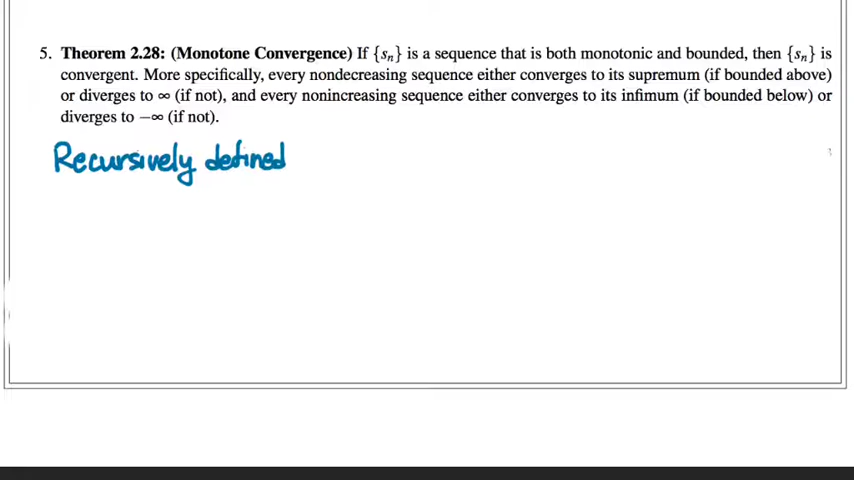 5. Theorem 2.28: (Monotone Convergence) If {sₙ} is a sequence that is both monotonic and bounded, then {sₙ} is
convergent. More specifically, every nondecreasing sequence either converges to its supremum (if bounded above)
or diverges to ∞ (if not), and every nonincreasing sequence either converges to its infimum (if bounded below) or
diverges to −∞ (if not).
Recursively defined